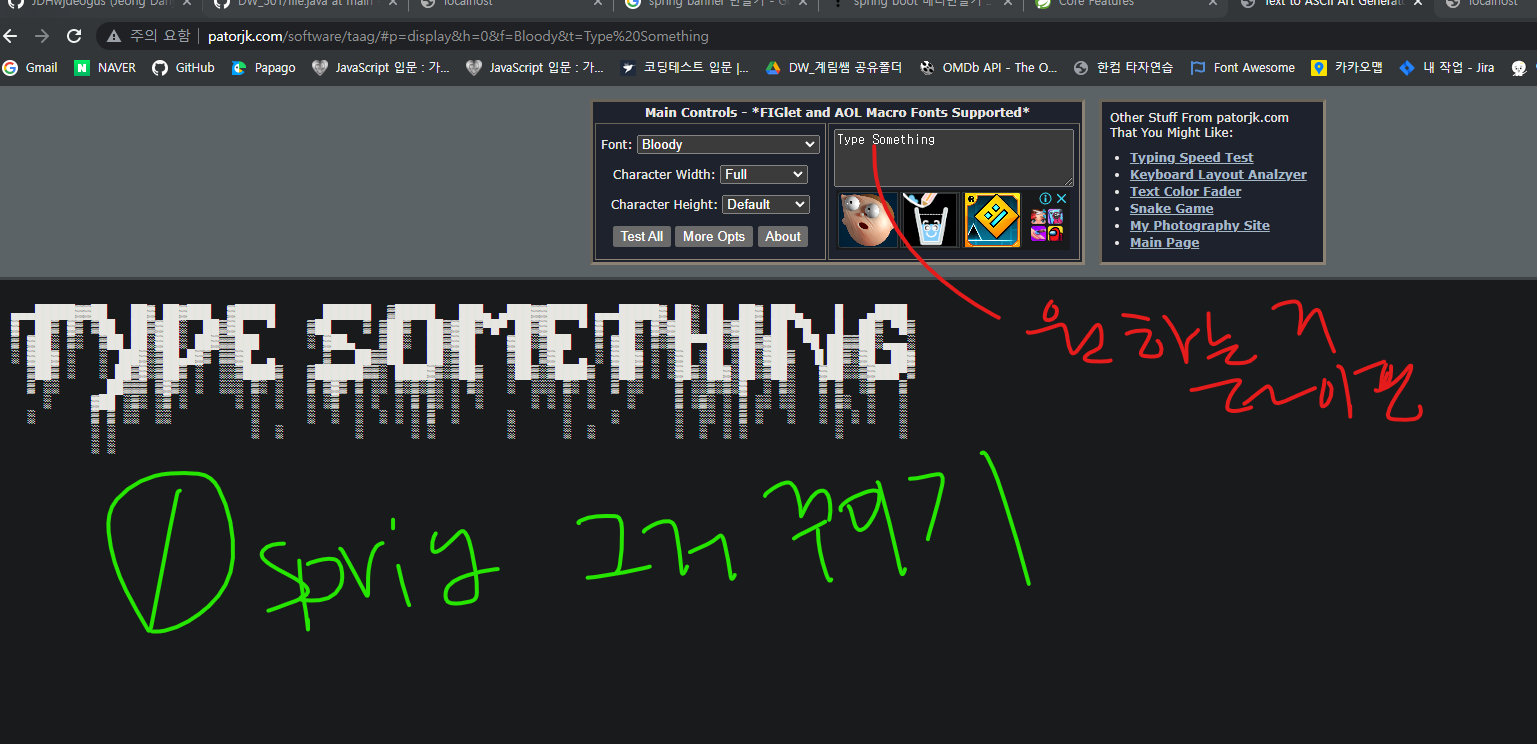 JDHwjdeogus (Jeong Dam
DW_501/file.java at main
localhost
spring banner 만들기 - Go
spring boot 배너만들기
Core Features
Text to ASCII Art Generat
localhost
주의 요함 | patorjk.com/software/taag/#p=display&h=0&f=Bloody&t=Type%20Something
Gmail NAVER GitHub Papago JavaScript 입문 : 가... JavaScript 입문 : 가... 코딩테스트 입문 |... DW_계림쌤 공유폴더 OMDb API - The O... 한컴 타자연습 Font Awesome 카카오맵 내 작업 - Jira
Main Controls - *FIGlet and AOL Macro Fonts Supported*
Font: Bloody
Character Width: Full
Character Height: Default
Test All More Opts About
Type Something
Other Stuff From patorjk.com
That You Might Like:
Typing Speed Test
Keyboard Layout Analzyer
Text Color Fader
Snake Game
My Photography Site
Main Page
TYPE SOMETHING
원하는 거
타이핑
① spring 그거 꾸미기